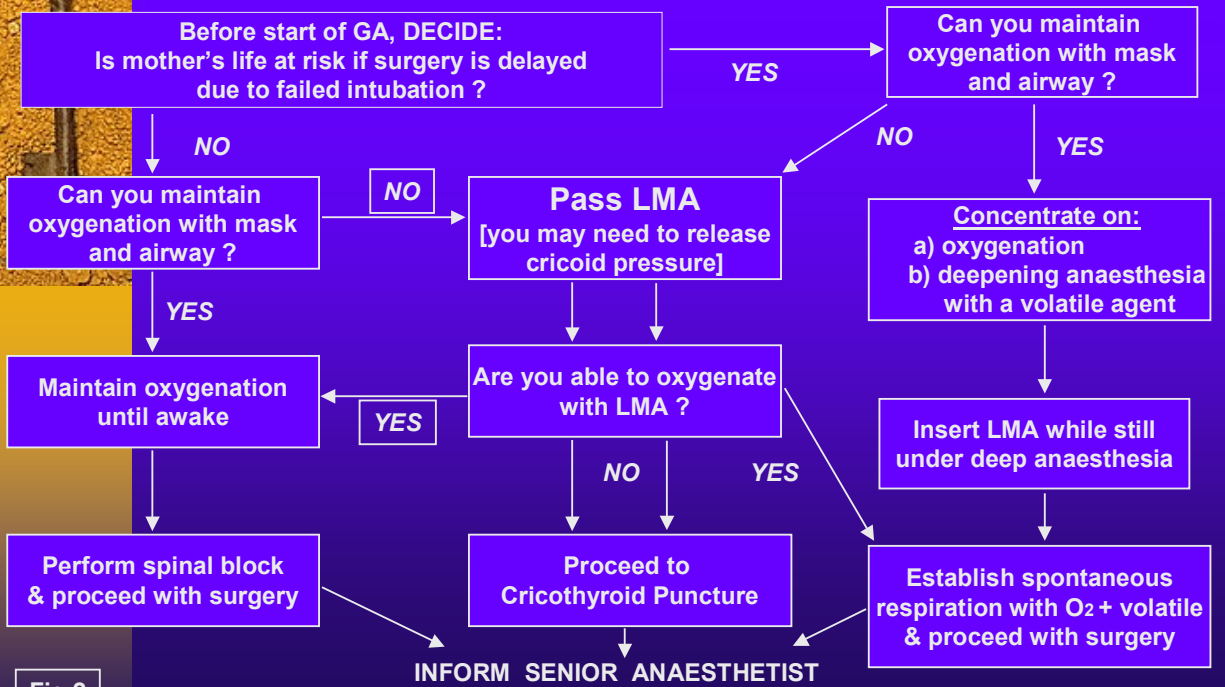 Before start of GA, DECIDE:
Is mother's life at risk if surgery is delayed
due to failed intubation ?
YES
Can you maintain
oxygenation with mask
and airway ?
NO
NO
YES
Can you maintain
oxygenation with mask
and airway ?
NO
Pass LMA
[you may need to release
cricoid pressure]
Concentrate on:
a) oxygenation
b) deepening anaesthesia
with a volatile agent
YES
Maintain oxygenation
until awake
YES
Are you able to oxygenate
with LMA ?
Insert LMA while still
under deep anaesthesia
NO
YES
Perform spinal block
& proceed with surgery
Proceed to
Cricothyroid Puncture
Establish spontaneous
respiration with O2 + volatile
& proceed with surgery
INFORM SENIOR ANAESTHETIST